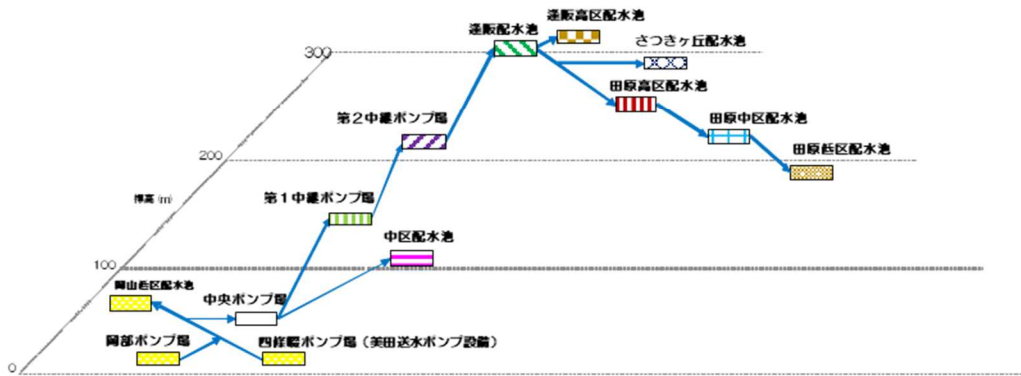 逢阪配水池
逢阪高区配水池
さつきヶ丘配水池
300
田原高区配水池
第2中継ポンプ場
田原中区配水池
田原低区配水池
200
標高(m)
第1中継ポンプ場
中区配水池
100
岡山低区配水池
中央ポンプ場
岡部ポンプ場
四條畷ポンプ場(美田送水ポンプ設備)
0